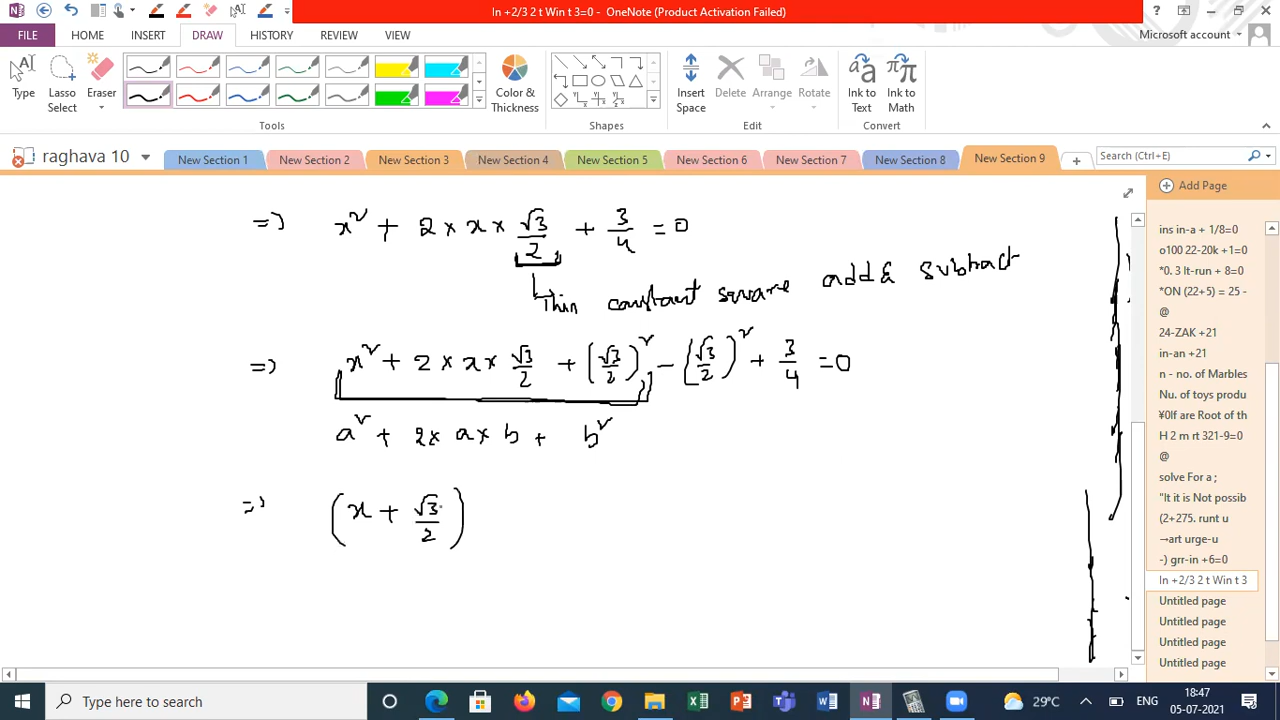 In +2/3 2 t Win t 3=0 - OneNote (Product Activation Failed)
FILE HOME INSERT DRAW HISTORY REVIEW VIEW Microsoft account
Type Lasso Select Eraser Color & Thickness Insert Space Delete Arrange Rotate Ink to Text Ink to Math
Tools Shapes Edit Convert
raghava 10 New Section 1 New Section 2 New Section 3 New Section 4 New Section 5 New Section 6 New Section 7 New Section 8 New Section 9 Search (Ctrl+E)
Add Page
ins in-a + 1/8=0
o100 22-20k +1=0
*0. 3 lt-run + 8=0
*ON (22+5) = 25 -
@
24-ZAK +21
in-an +21
n - no. of Marbles
Nu. of toys produ
¥0lf are Root of th
H 2 m rt 321-9=0
@
solve For a ;
"It it is Not possib
(2+275. runt u
→art urge-u
-) grr-in +6=0
In +2/3 2 t Win t 3
Untitled page
Untitled page
Untitled page
Untitled page
=> x² + 2 × x × √3/2 + 3/4 = 0
This constant square add & subtract
=> x² + 2 × x × √3/2 + (√3/2)² - (√3/2)² + 3/4 = 0
a² + 2 × a × b + b²
=> (x + √3/2)
Type here to search 29°C ENG 18:47 05-07-2021